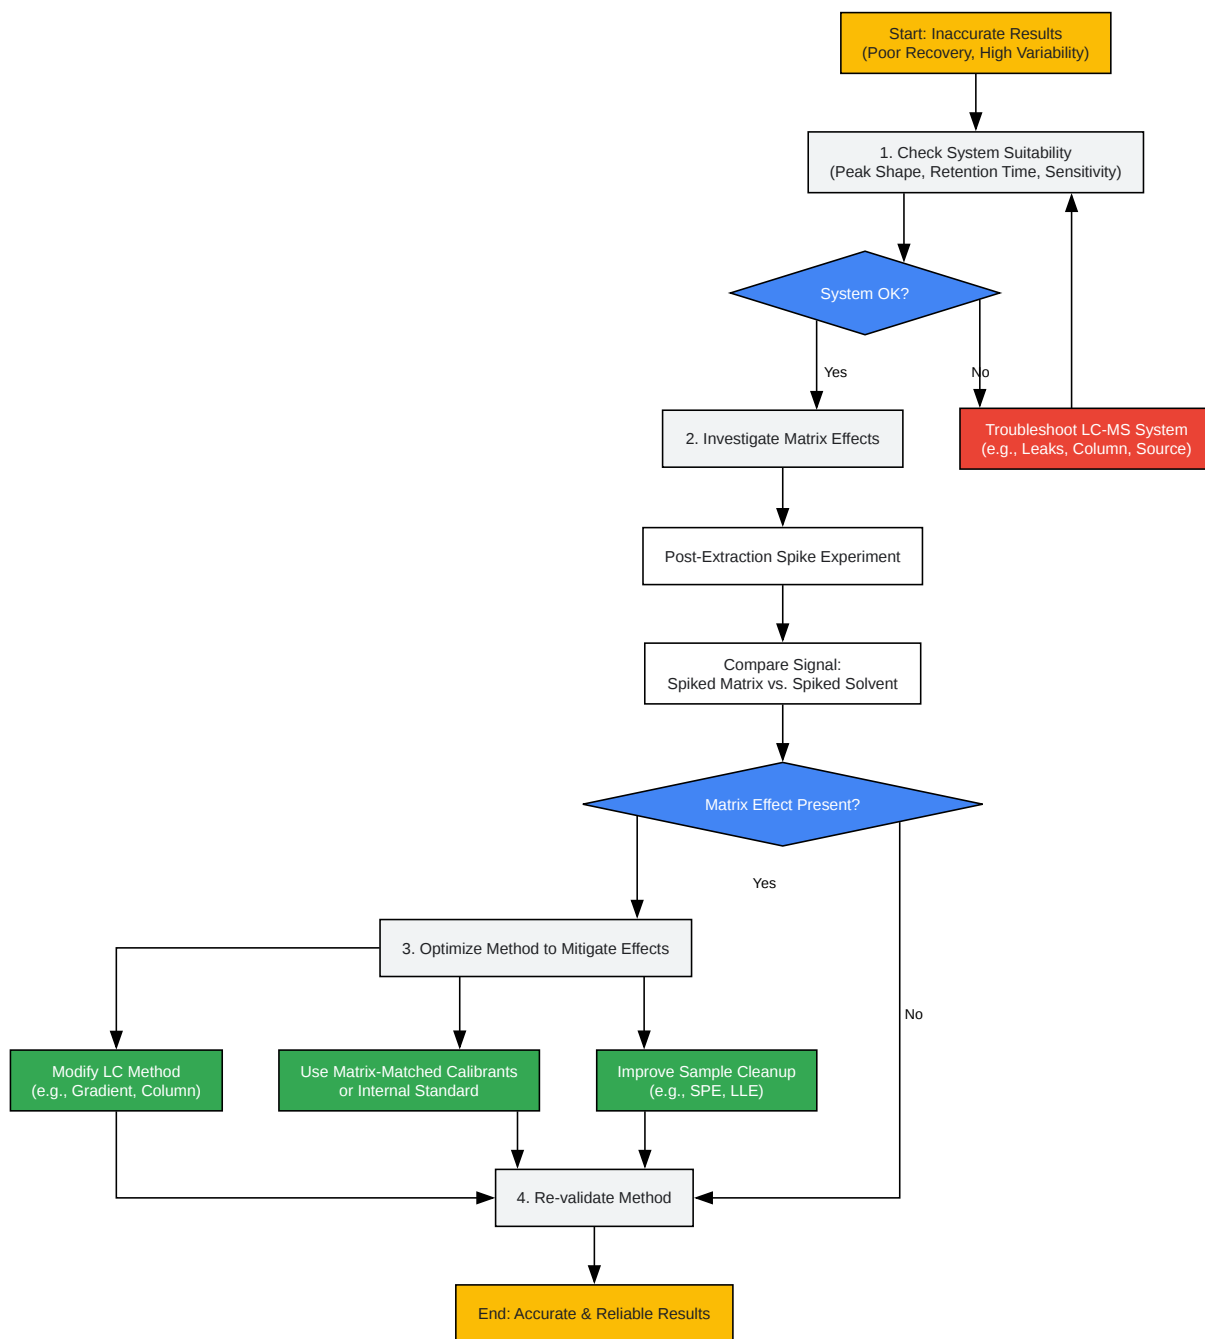 Start: Inaccurate Results
(Poor Recovery, High Variability)
1. Check System Suitability
(Peak Shape, Retention Time, Sensitivity)
System OK?
Yes
No
2. Investigate Matrix Effects
Troubleshoot LC-MS System
(e.g., Leaks, Column, Source)
Post-Extraction Spike Experiment
Compare Signal:
Spiked Matrix vs. Spiked Solvent
Matrix Effect Present?
Yes
3. Optimize Method to Mitigate Effects
No
Modify LC Method
(e.g., Gradient, Column)
Use Matrix-Matched Calibrants
or Internal Standard
Improve Sample Cleanup
(e.g., SPE, LLE)
4. Re-validate Method
End: Accurate & Reliable Results